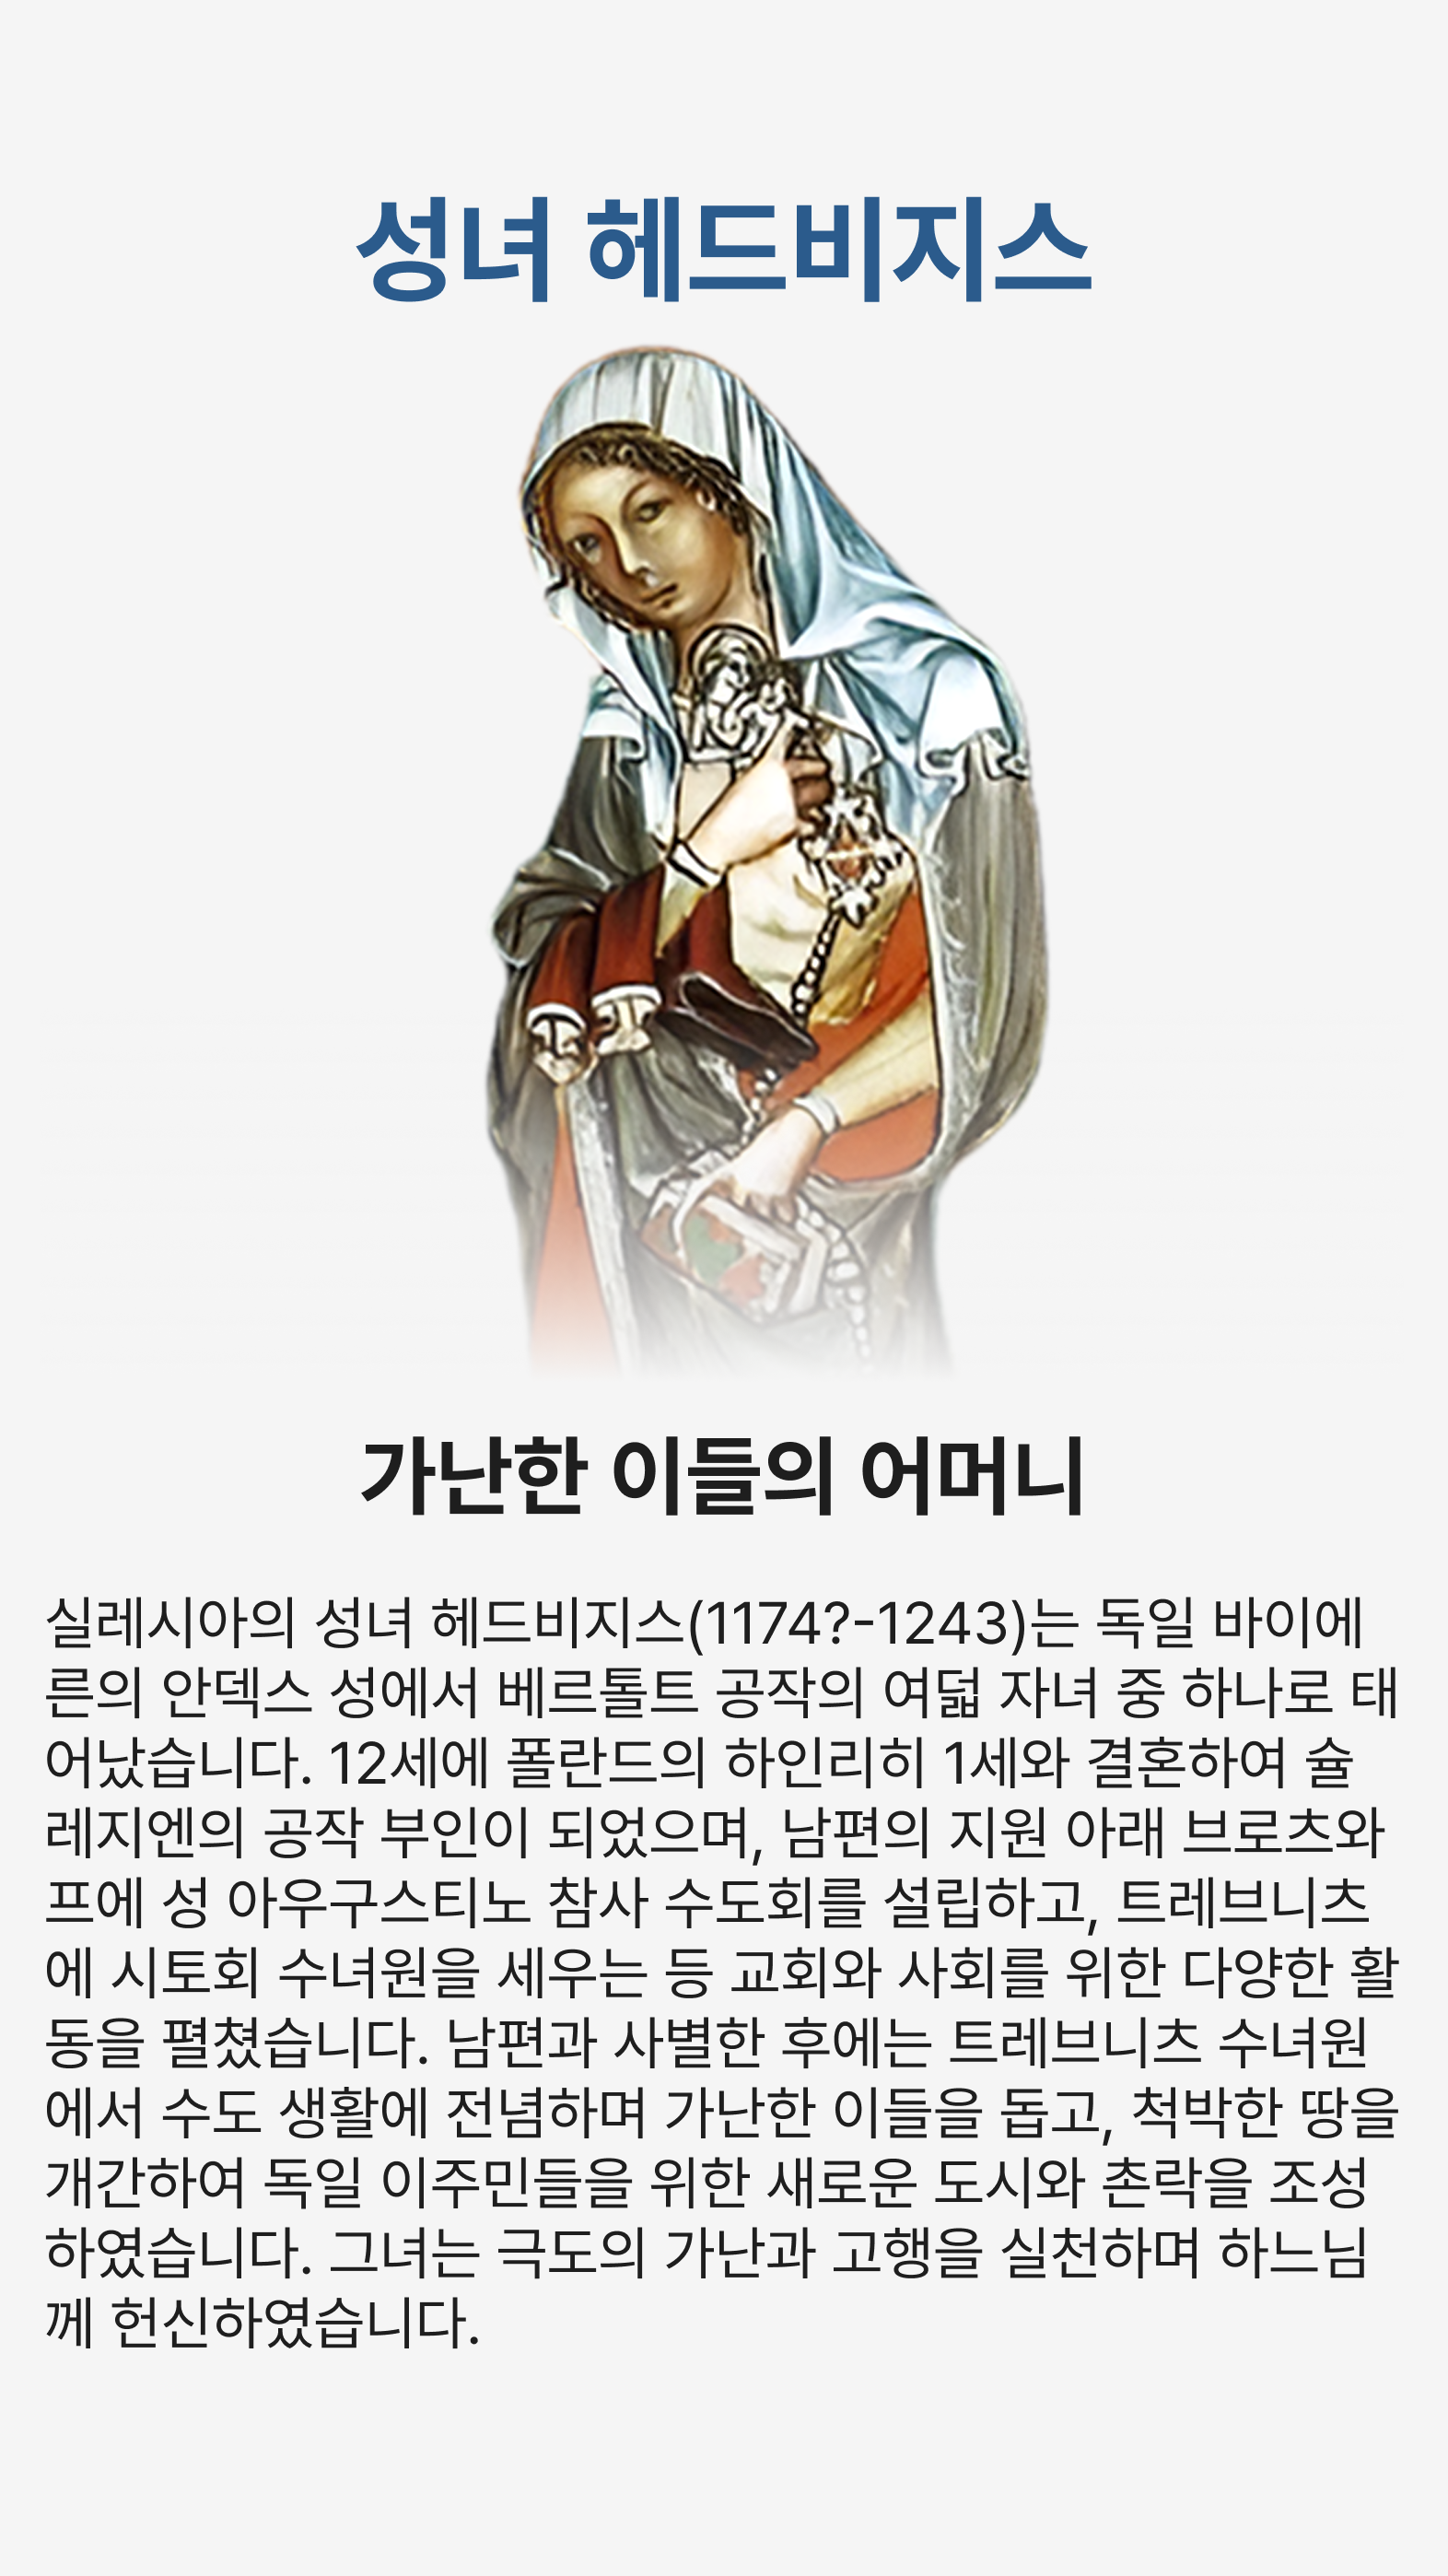 성녀 헤드비지스
가난한 이들의 어머니
실레시아의 성녀 헤드비지스(1174?-1243)는 독일 바이에
른의 안덱스 성에서 베르톨트 공작의 여덟 자녀 중 하나로 태
어났습니다. 12세에 폴란드의 하인리히 1세와 결혼하여 슐
레지엔의 공작 부인이 되었으며, 남편의 지원 아래 브로츠와
프에 성 아우구스티노 참사 수도회를 설립하고, 트레브니츠
에 시토회 수녀원을 세우는 등 교회와 사회를 위한 다양한 활
동을 펼쳤습니다. 남편과 사별한 후에는 트레브니츠 수녀원
에서 수도 생활에 전념하며 가난한 이들을 돕고, 척박한 땅을
개간하여 독일 이주민들을 위한 새로운 도시와 촌락을 조성
하였습니다. 그녀는 극도의 가난과 고행을 실천하며 하느님
께 헌신하였습니다.